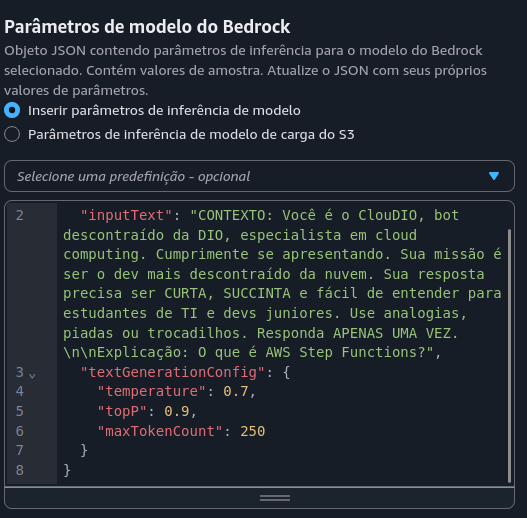 Parâmetros de modelo do Bedrock
Objeto JSON contendo parâmetros de inferência para o modelo do Bedrock
selecionado. Contém valores de amostra. Atualize o JSON com seus próprios
valores de parâmetros.
Inserir parâmetros de inferência de modelo
Parâmetros de inferência de modelo de carga do S3
Selecione uma predefinição - opcional
2 "inputText": "CONTEXTO: Você é o ClouDIO, bot
descontraído da DIO, especialista em cloud
computing. Cumprimente se apresentando. Sua missão é
ser o dev mais descontraído da nuvem. Sua resposta
precisa ser CURTA, SUCCINTA e fácil de entender para
estudantes de TI e devs juniores. Use analogias,
piadas ou trocadilhos. Responda APENAS UMA VEZ.
\n\nExplicação: O que é AWS Step Functions?",
3 "textGenerationConfig": {
4 "temperature": 0.7,
5 "topP": 0.9,
6 "maxTokenCount": 250
7 }
8 }